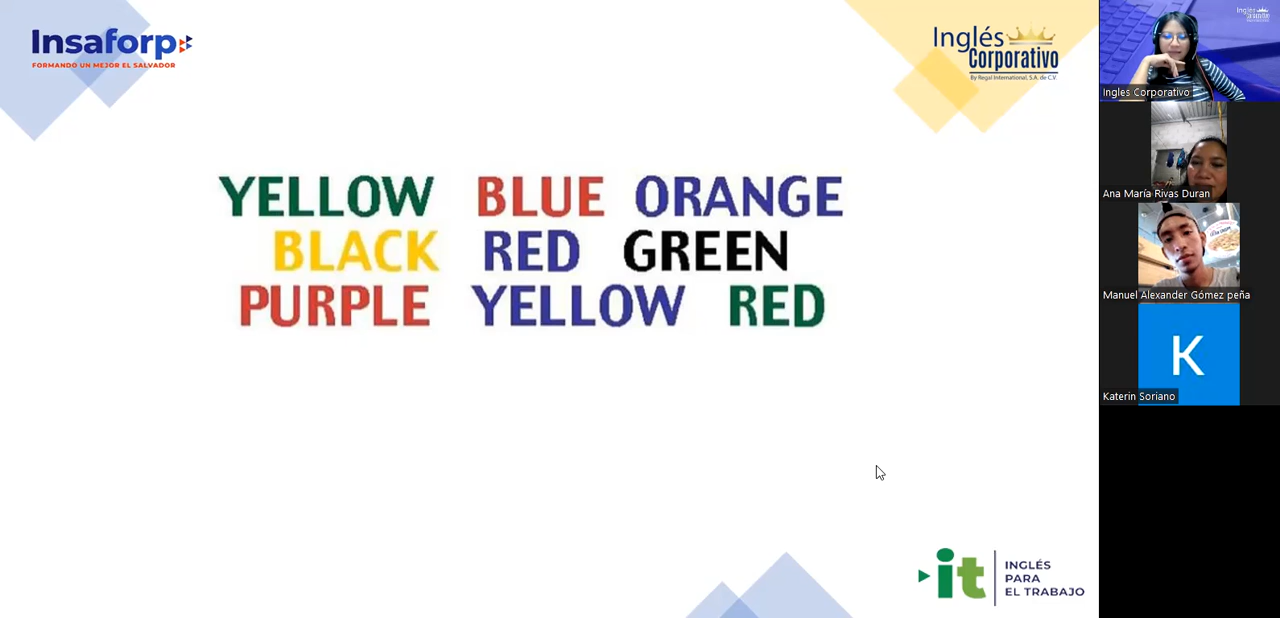 Insaforp
FORMANDO UN MEJOR EL SALVADOR
Inglés
Corporativo
By Regal International, S.A. de C.V.
YELLOW BLUE ORANGE
BLACK RED GREEN
PURPLE YELLOW RED
it
INGLÉS
PARA
EL TRABAJO
Ingles Corporativo
Ana María Rivas Duran
Manuel Alexander Gómez peña
K
Katerin Soriano